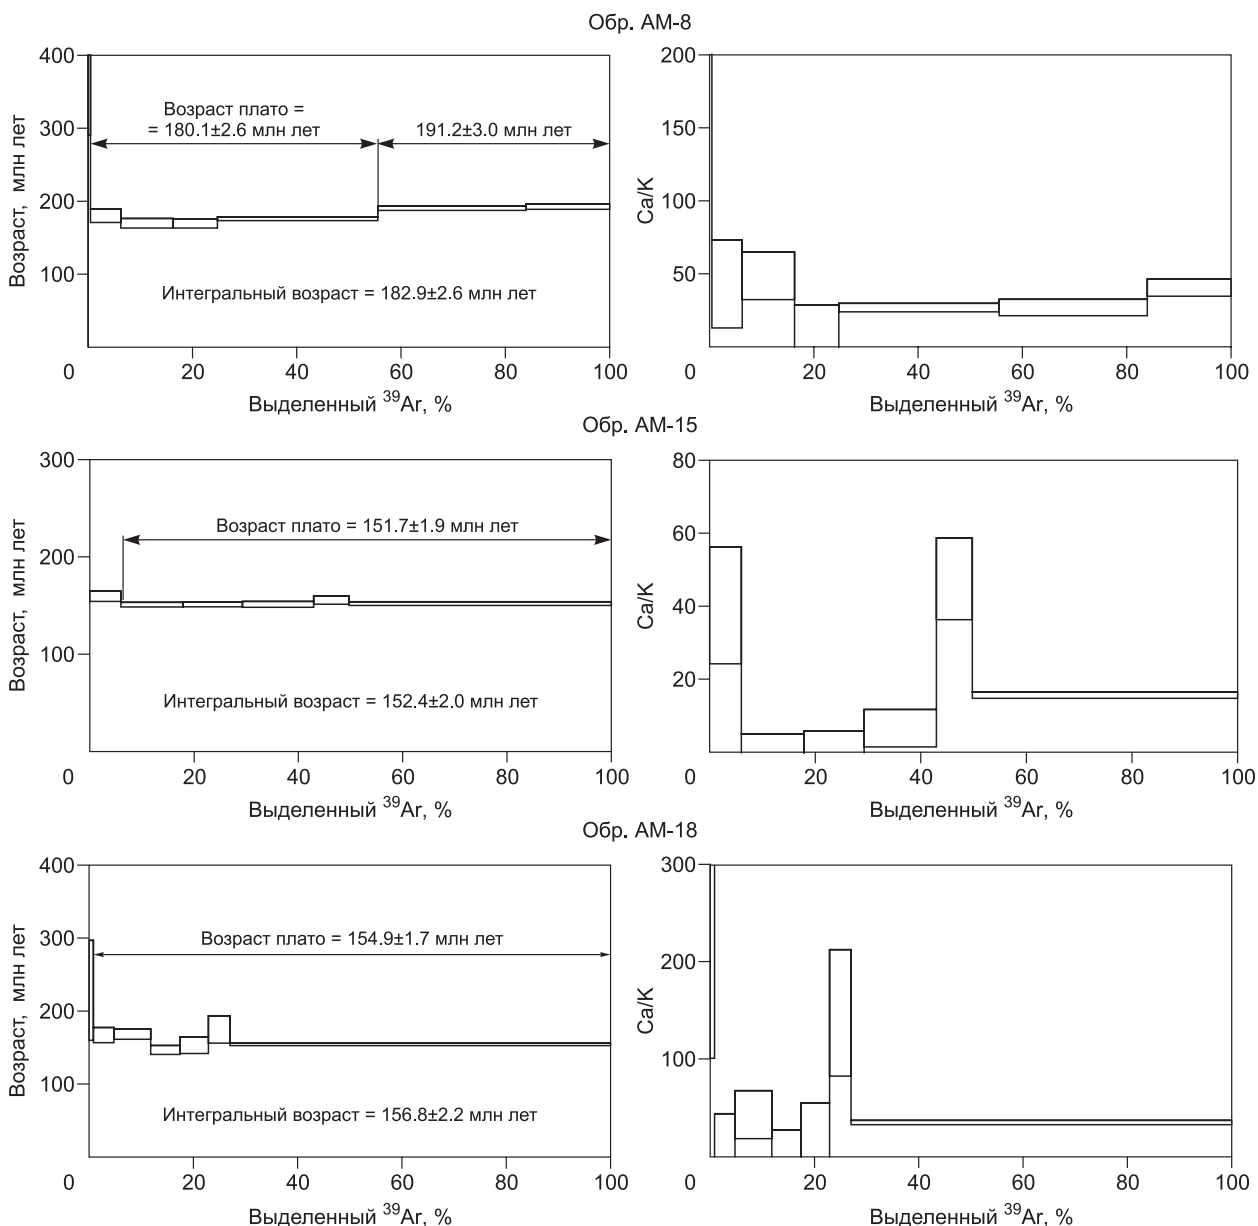 Обр. АМ-8
400
300
200
100
0
20
40
60
80
100
Возраст, млн лет
Возраст плато =
= 180.1±2.6 млн лет
191.2±3.0 млн лет
Интегральный возраст = 182.9±2.6 млн лет
Выделенный ³⁹Ar, %
200
150
100
50
0
20
40
60
80
100
Ca/K
Выделенный ³⁹Ar, %
Обр. АМ-15
300
200
100
0
20
40
60
80
100
Возраст, млн лет
Возраст плато = 151.7±1.9 млн лет
Интегральный возраст = 152.4±2.0 млн лет
Выделенный ³⁹Ar, %
80
60
40
20
0
20
40
60
80
100
Ca/K
Выделенный ³⁹Ar, %
Обр. АМ-18
400
300
200
100
0
20
40
60
80
100
Возраст, млн лет
Возраст плато = 154.9±1.7 млн лет
Интегральный возраст = 156.8±2.2 млн лет
Выделенный ³⁹Ar, %
300
200
100
0
20
40
60
80
100
Ca/K
Выделенный ³⁹Ar, %